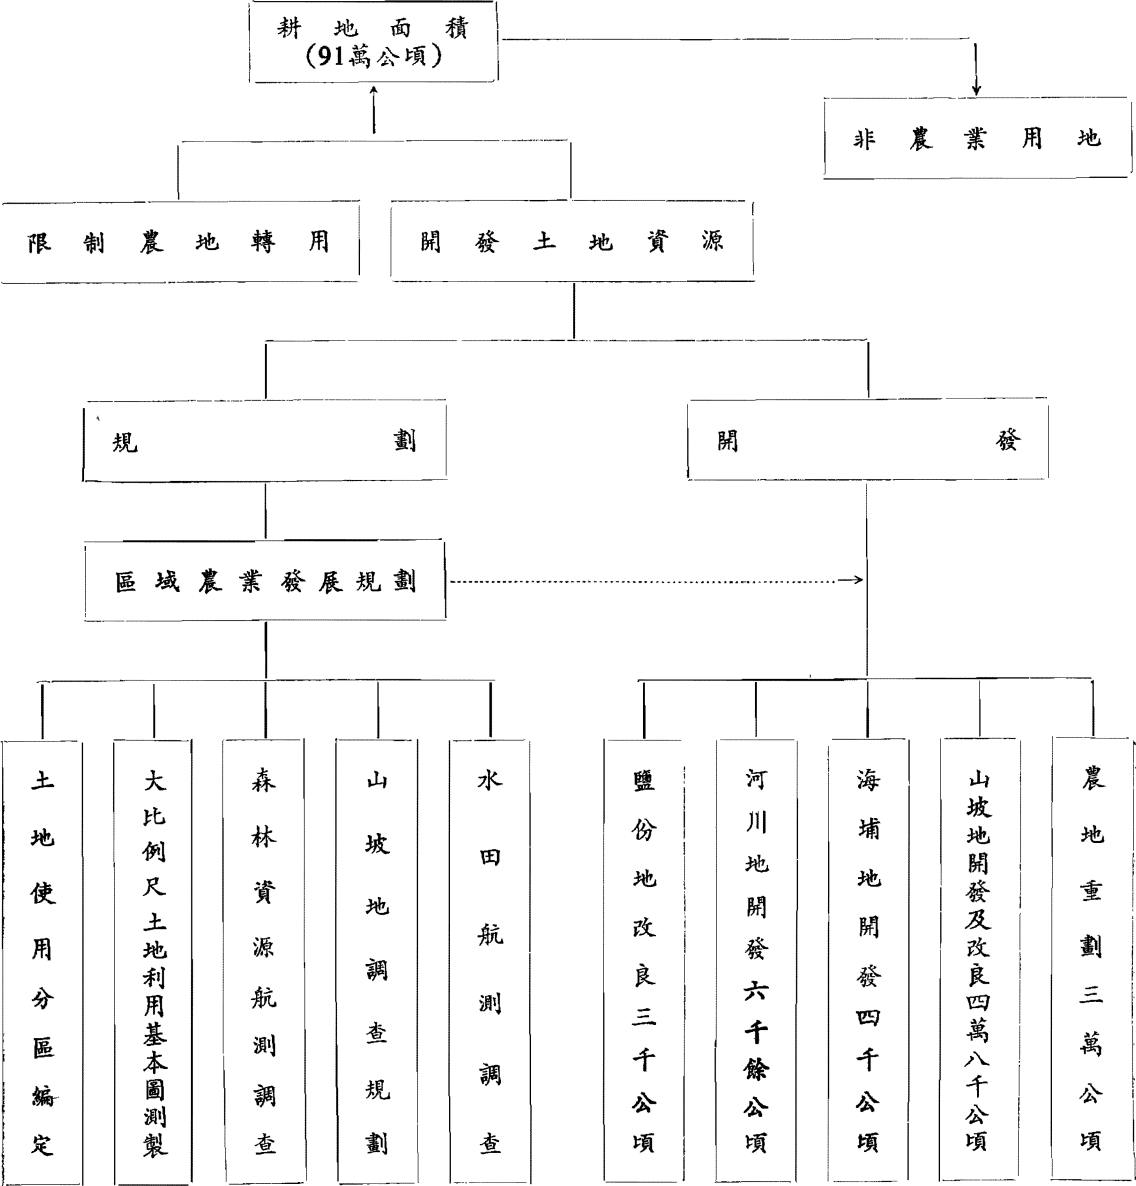 耕地面積
(91萬公頃)
非農業用地
限制農地轉用
開發土地資源
規劃
開發
區域農業發展規劃
土地使用分區編定
大比例尺土地利用基本圖測製
森林資源航測調查
山坡地調查規劃
水田航測調查
鹽份地改良三千公頃
河川地開發六千餘公頃
海埔地開發四千公頃
山坡地開發及改良四萬八千公頃
農地重劃三萬公頃